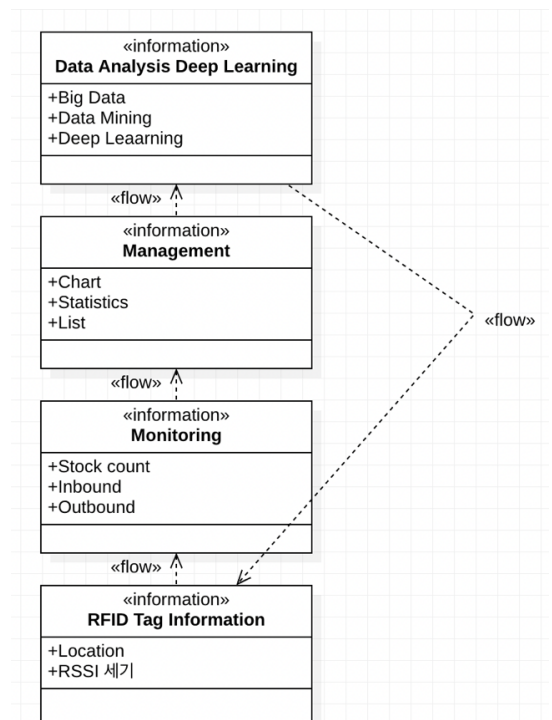 «information»
Data Analysis Deep Learning
+Big Data
+Data Mining
+Deep Leaarning
«flow»
«information»
Management
+Chart
+Statistics
+List
«flow»
«flow»
«information»
Monitoring
+Stock count
+Inbound
+Outbound
«flow»
«information»
RFID Tag Information
+Location
+RSSI 세기